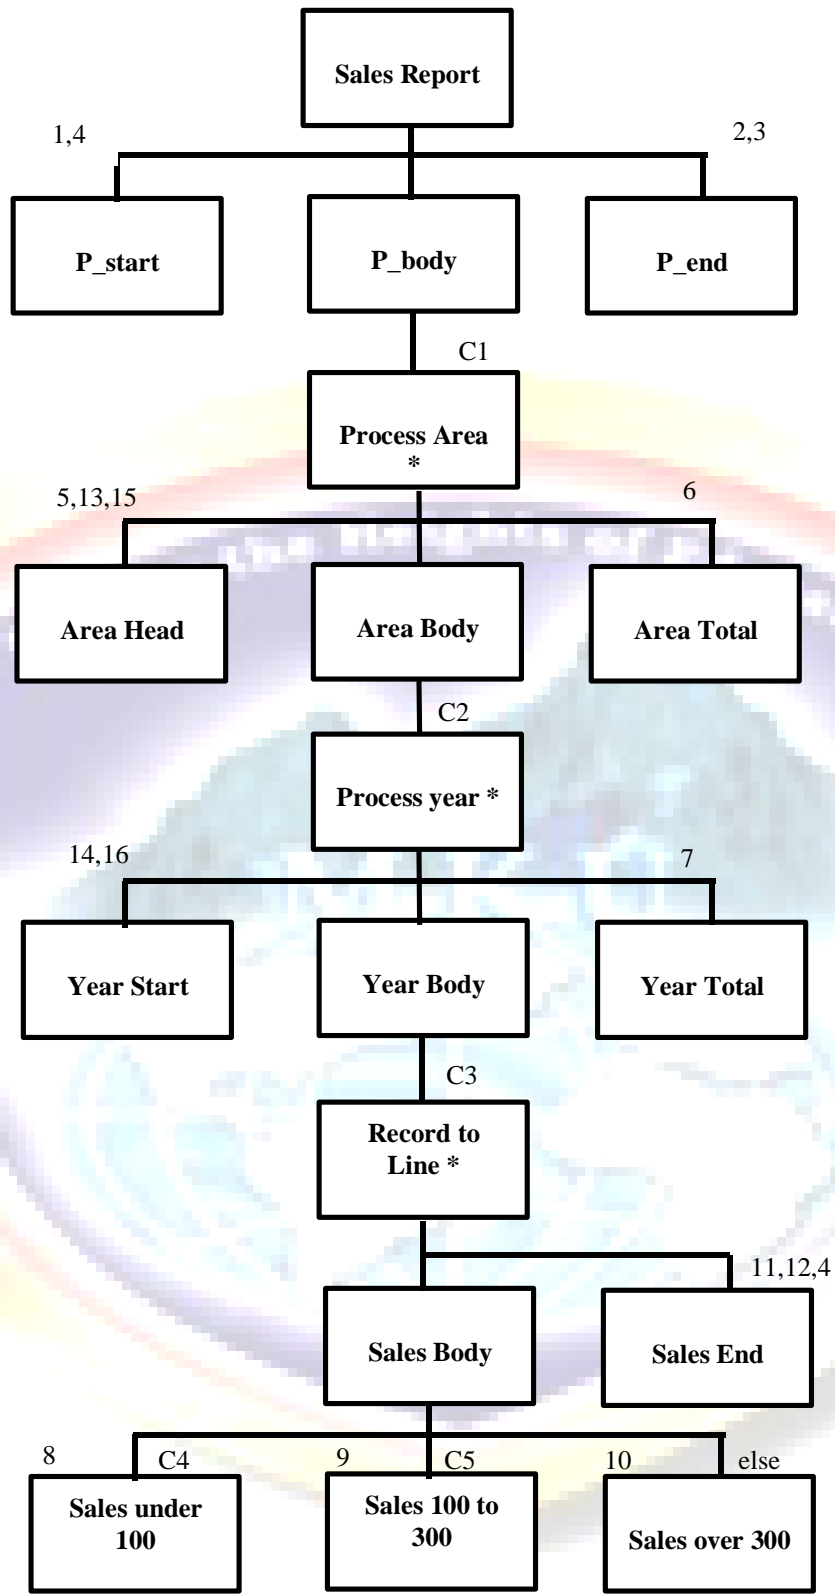 Sales Report
1,4
2,3
P_start
P_body
P_end
C1
Process Area
*
5,13,15
6
Area Head
Area Body
Area Total
C2
Process year *
14,16
7
Year Start
Year Body
Year Total
C3
Record to
Line *
11,12,4
Sales Body
Sales End
8
C4
9
C5
10
else
Sales under
100
Sales 100 to
300
Sales over 300